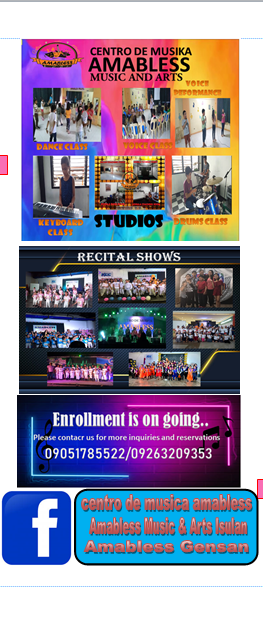 CENTRO DE MUSIKA
AMABLESS
MUSIC AND ARTS
AMABLESS
VOICE
DEFORMANCE
DANCE CLASS
VOICE CLASS
KEYBOARD
CLASS
STUDIOS
DRUMS CLASS
RECITAL SHOWS
Enrollment is on going..
Please contacr us for more inquiries and reservations
09051785522/09263209353
f
centro de musica amabless
Amabless Music & Arts Isulan
Amabless Gensan